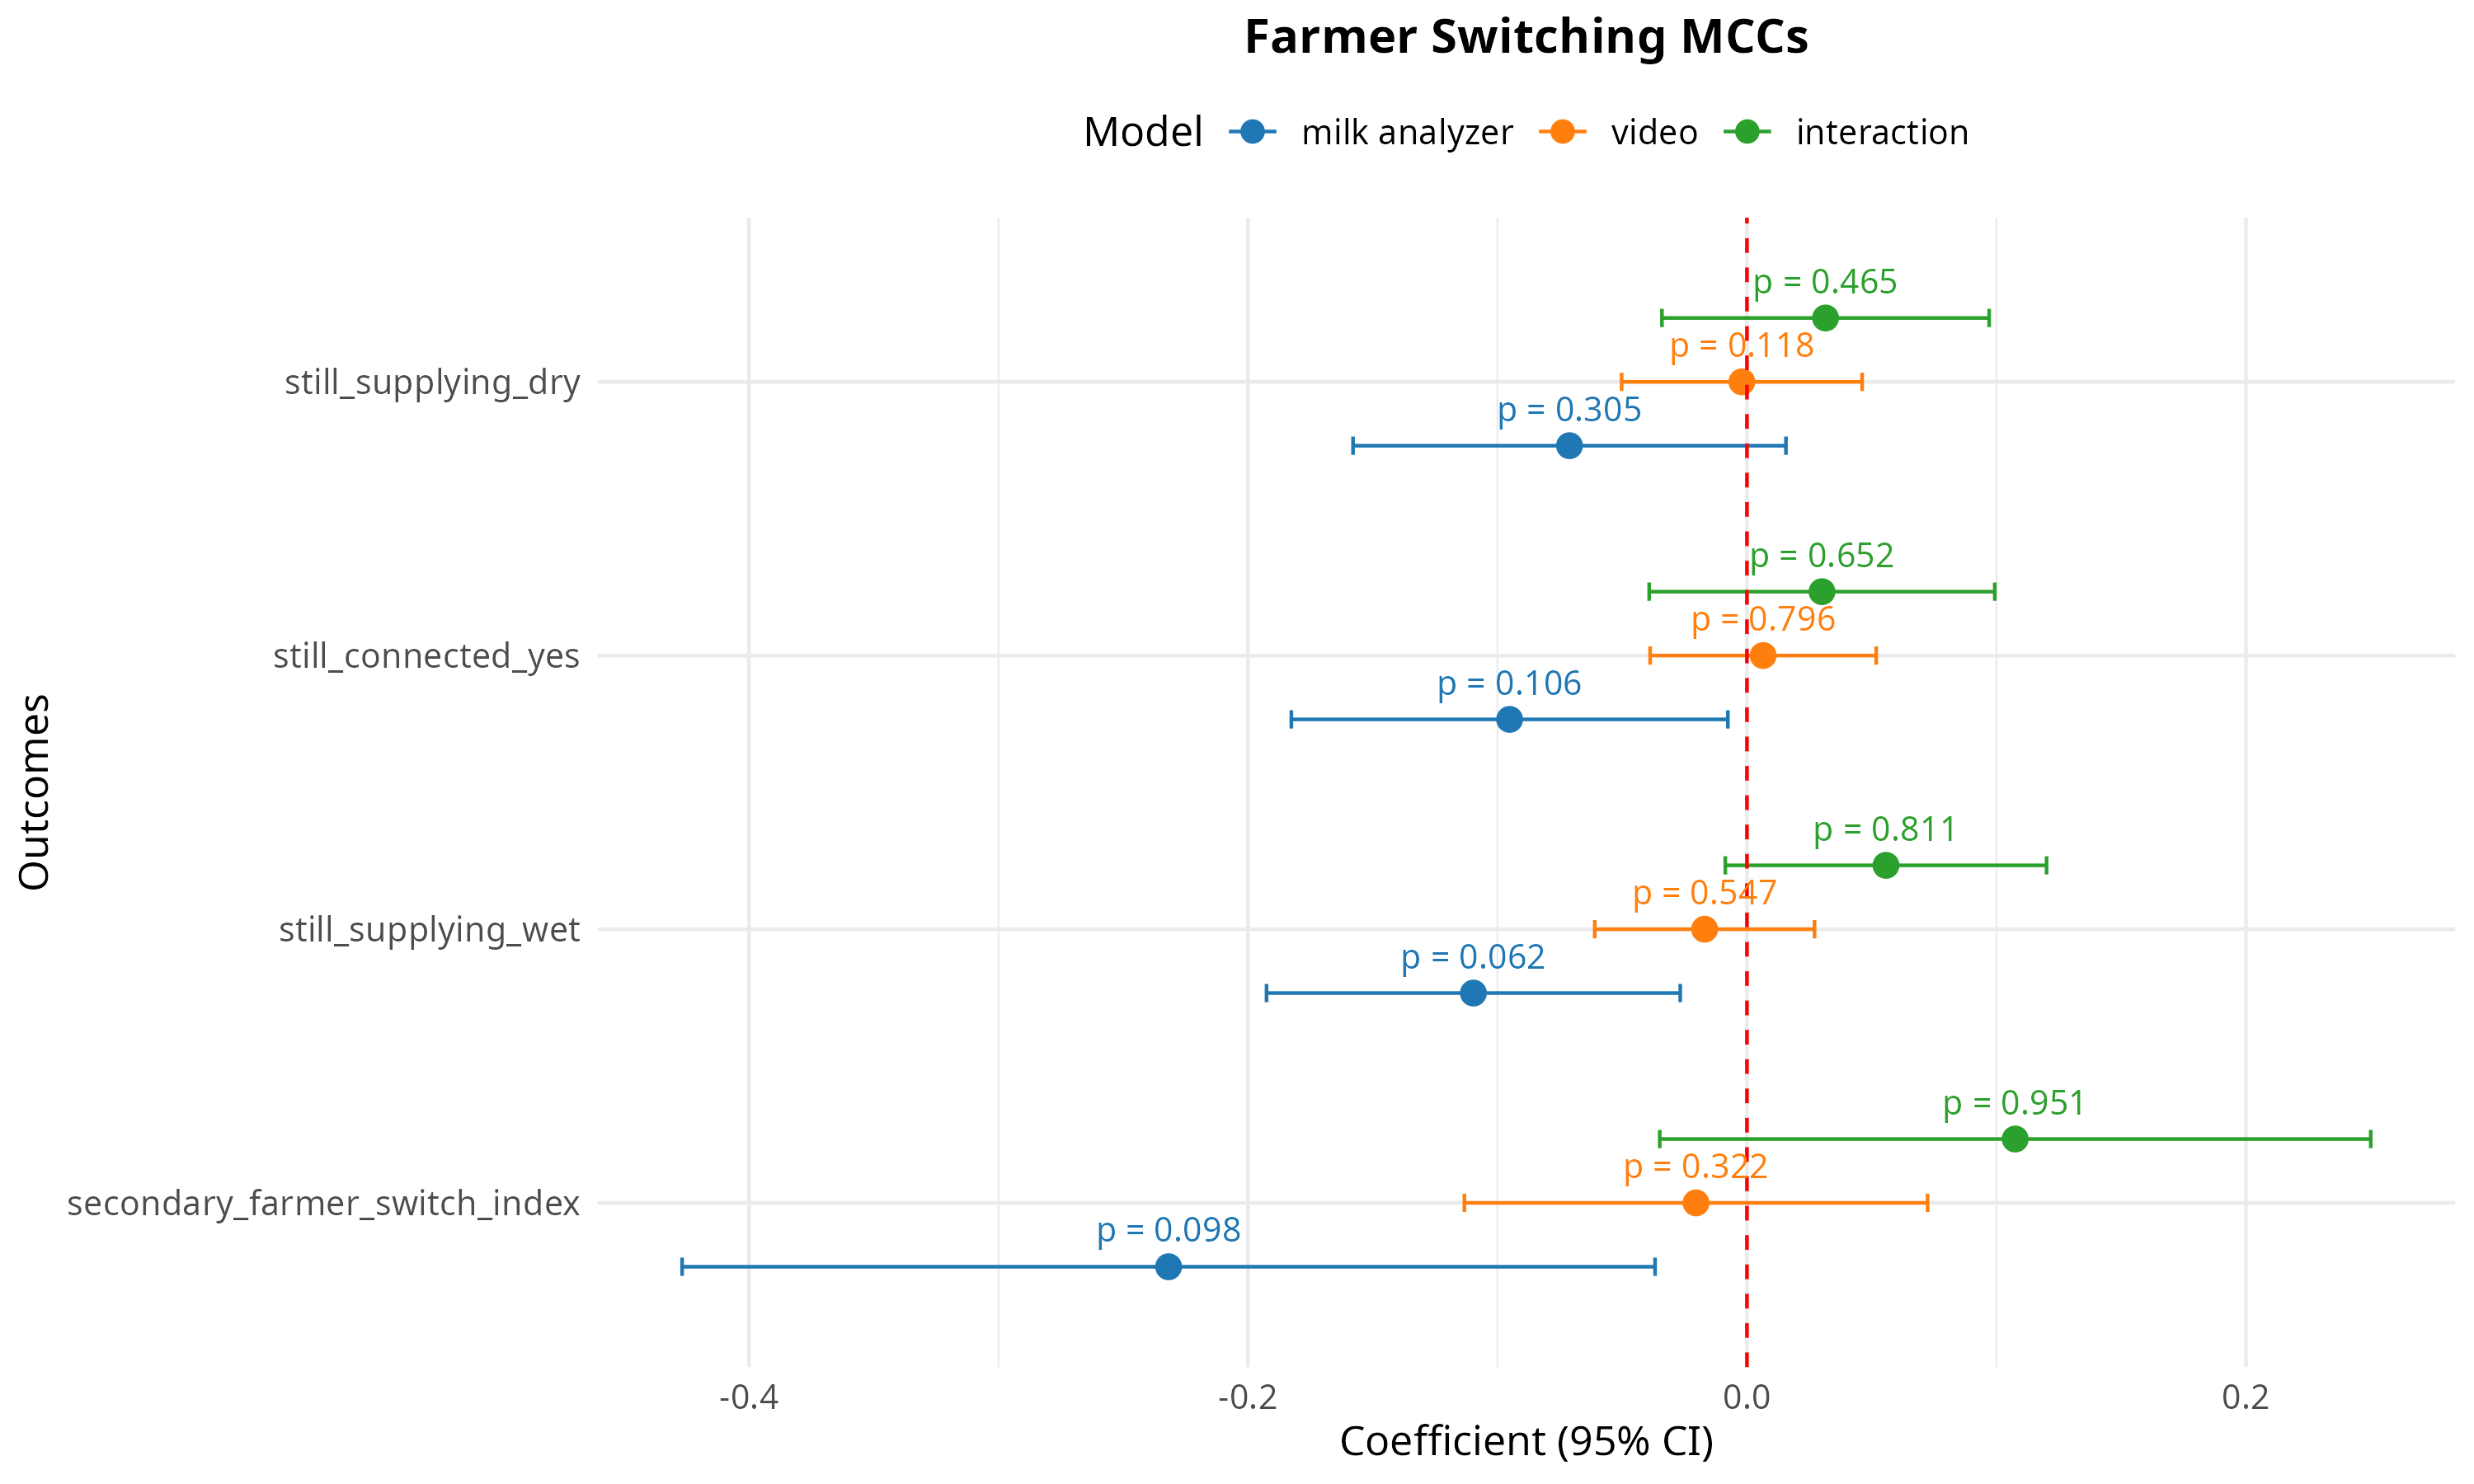 Farmer Switching MCCs
Model milk analyzer video interaction
p = 0.465
p = 0.118
still_supplying_dry
p = 0.305
p = 0.652
p = 0.796
still_connected_yes
p = 0.106
p = 0.811
p = 0.547
still_supplying_wet
p = 0.062
p = 0.951
p = 0.322
secondary_farmer_switch_index
p = 0.098
Outcomes
-0.4 -0.2 0.0 0.2
Coefficient (95% CI)